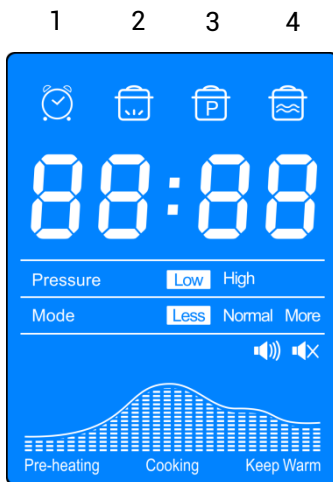 1 2 3 4
P
88:88
Pressure Low High
Mode Less Normal More
Pre-heating Cooking Keep Warm